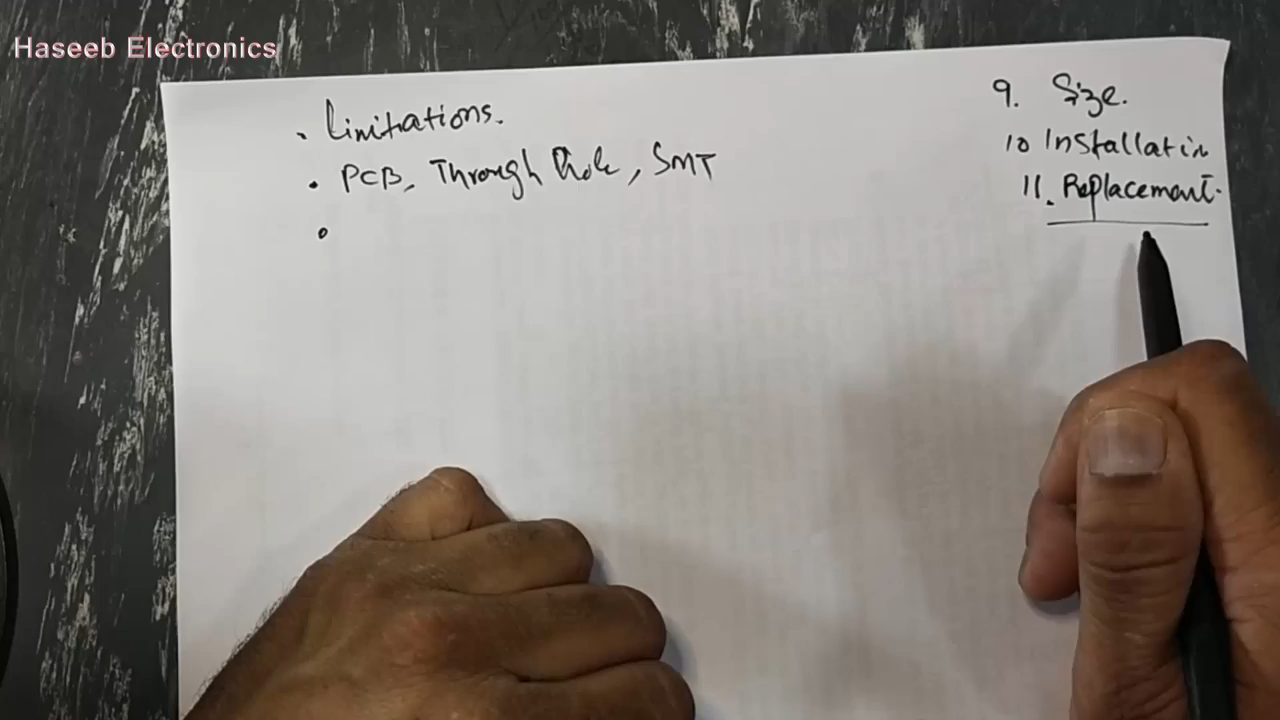 Haseeb Electronics
. Limitations.
. PCB, Through Hole, SMT
.
9. Size.
10 Installatin
11. Replacement.